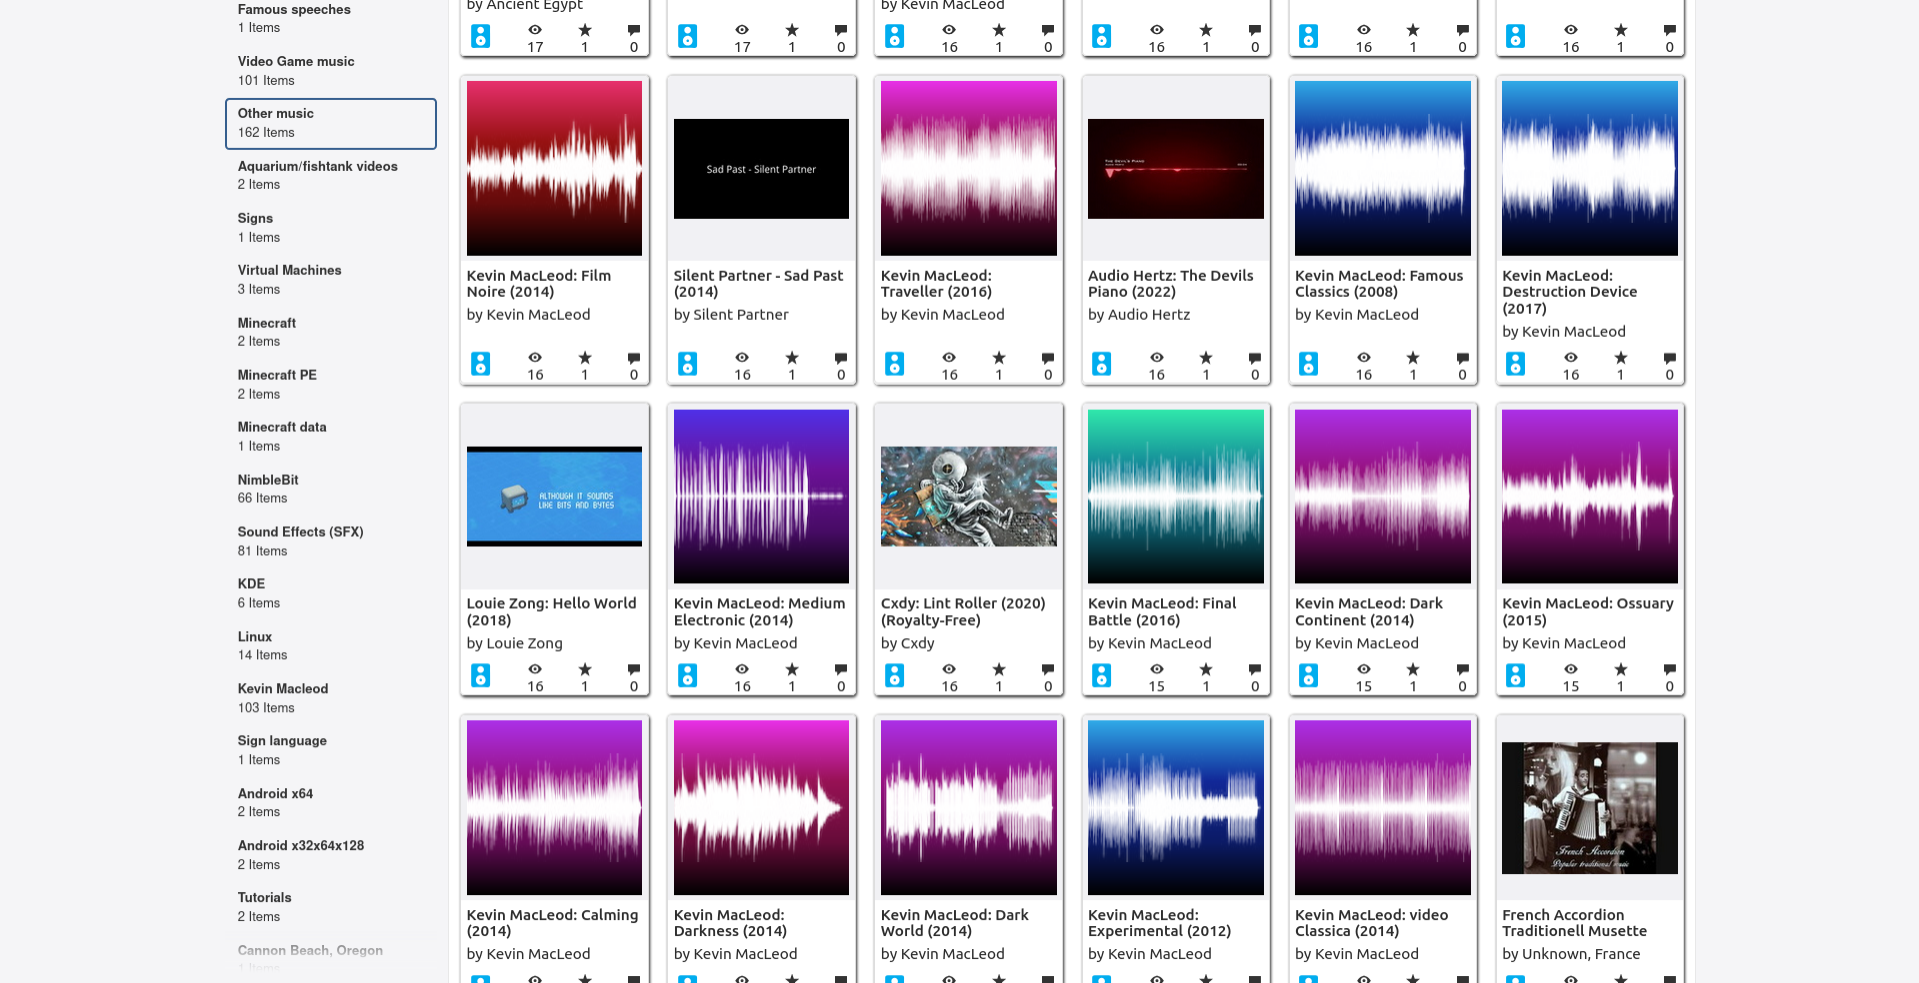 Famous speeches
1 Items
Video Game music
101 Items
Other music
162 Items
Aquarium/fishtank videos
2 Items
Signs
1 Items
Virtual Machines
3 Items
Minecraft
2 Items
Minecraft PE
2 Items
Minecraft data
1 Items
NimbleBit
66 Items
Sound Effects (SFX)
81 Items
KDE
6 Items
Linux
14 Items
Kevin Macleod
103 Items
Sign language
1 Items
Android x64
2 Items
Android x32x64x128
2 Items
Tutorials
2 Items
Cannon Beach, Oregon
1 Items
by Ancient Egypt
by Kevin MacLeod
17 1 0
17 1 0
16 1 0
16 1 0
16 1 0
16 1 0
Kevin MacLeod: Film
Noire (2014)
by Kevin MacLeod
16 1 0
Sad Past - Silent Partner
Silent Partner - Sad Past
(2014)
by Silent Partner
16 1 0
Kevin MacLeod:
Traveller (2016)
by Kevin MacLeod
16 1 0
THE DEVIL'S PIANO
Audio Hertz: The Devils
Piano (2022)
by Audio Hertz
16 1 0
Kevin MacLeod: Famous
Classics (2008)
by Kevin MacLeod
16 1 0
Kevin MacLeod:
Destruction Device
(2017)
by Kevin MacLeod
16 1 0
ALTHOUGH IT SOUNDS
LIKE BITS AND BYTES
Louie Zong: Hello World
(2018)
by Louie Zong
16 1 0
Kevin MacLeod: Medium
Electronic (2014)
by Kevin MacLeod
16 1 0
Cxdy: Lint Roller (2020)
(Royalty-Free)
by Cxdy
16 1 0
Kevin MacLeod: Final
Battle (2016)
by Kevin MacLeod
15 1 0
Kevin MacLeod: Dark
Continent (2014)
by Kevin MacLeod
15 1 0
Kevin MacLeod: Ossuary
(2015)
by Kevin MacLeod
15 1 0
Kevin MacLeod: Calming
(2014)
by Kevin MacLeod
Kevin MacLeod:
Darkness (2014)
by Kevin MacLeod
Kevin MacLeod: Dark
World (2014)
by Kevin MacLeod
Kevin MacLeod:
Experimental (2012)
by Kevin MacLeod
Kevin MacLeod: video
Classica (2014)
by Kevin MacLeod
French Accordion
Popular traditional music
French Accordion
Traditionell Musette
by Unknown, France